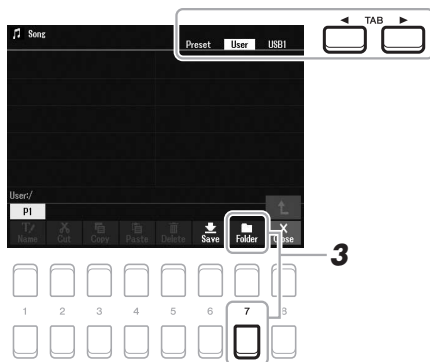 ◄ TAB ►
Song
Preset User USB1
User:/
P1
Name Cut Copy Paste Delete Save Folder Close
3
1 2 3 4 5 6 7 8